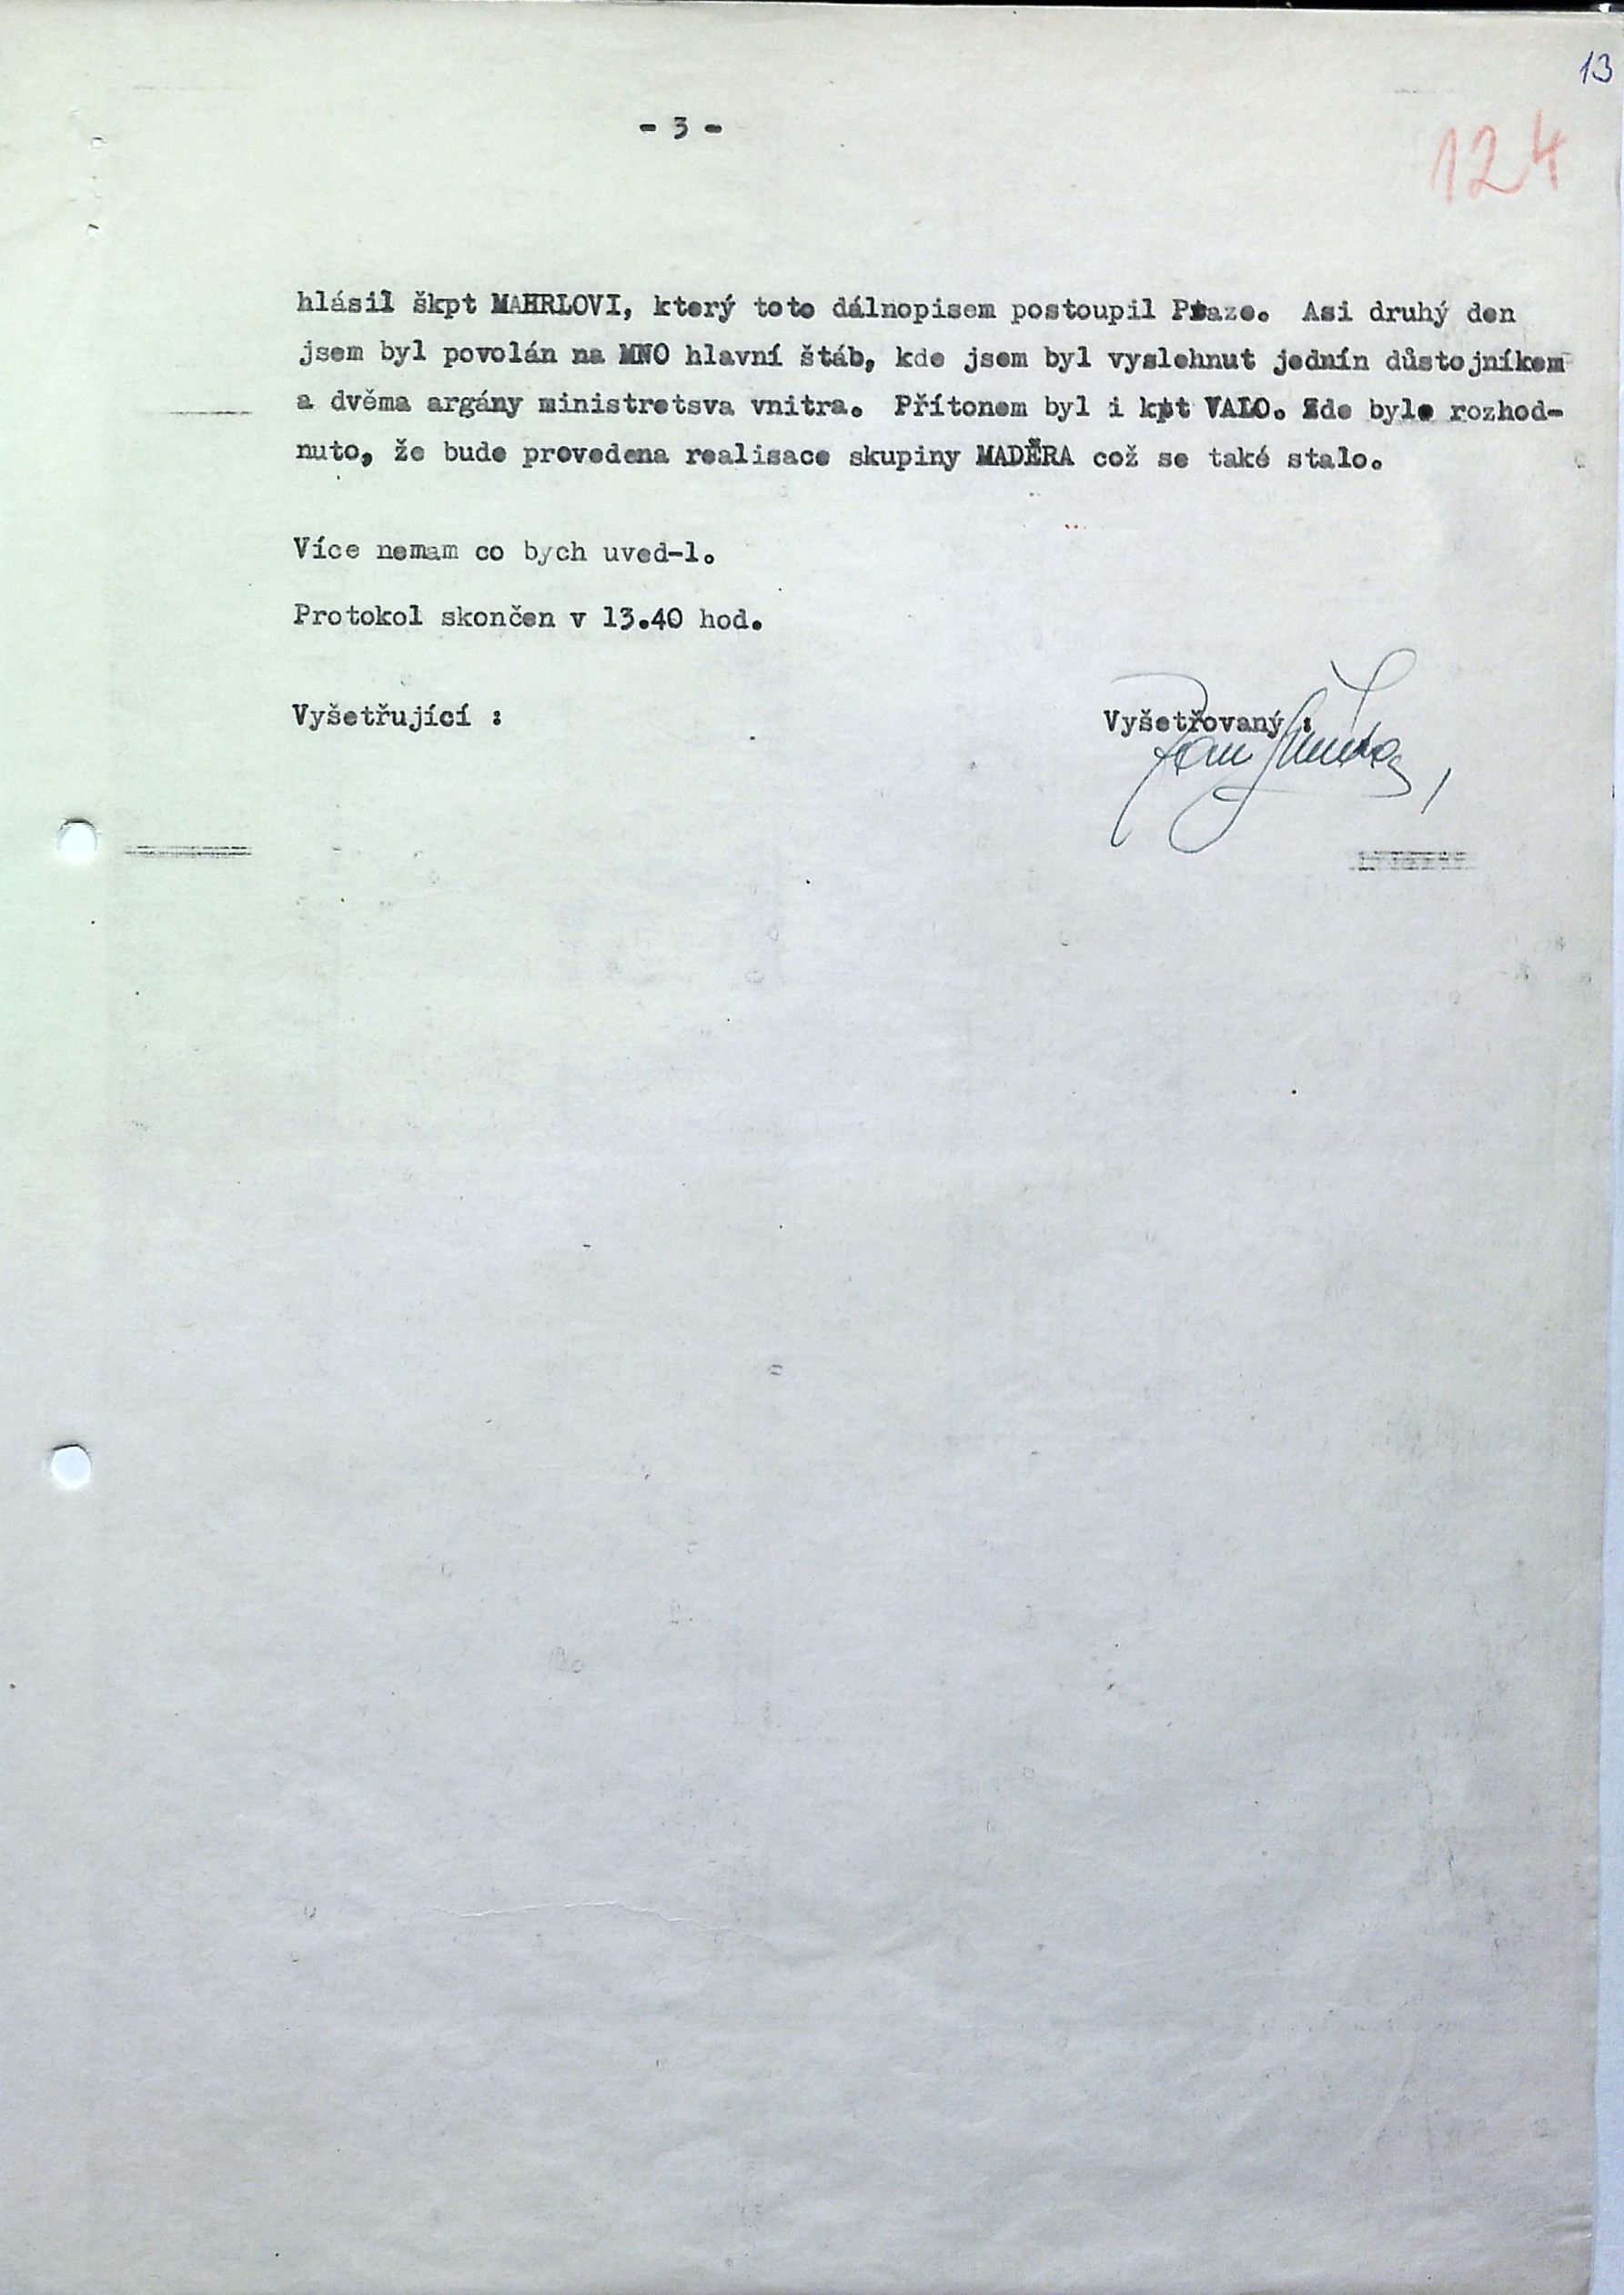 13
- 3 -
124
hlásil škpt MAHRLOVI, který toto dálnopisem postoupil Praze. Asi druhý den
jsem byl povolán na MNO hlavní štáb, kde jsem byl vyslehnut jedním důstojníkem
a dvěma argány ministretsva vnitra. Přítonem byl i kpt VALO. Zde bylo rozhod-
nuto, že bude provedena realisace skupiny MADĚRA což se také stalo.
Více nemam co bych uved-l.
Protokol skončen v 13.40 hod.
Vyšetřující :
Vyšetřovaný :
Jan